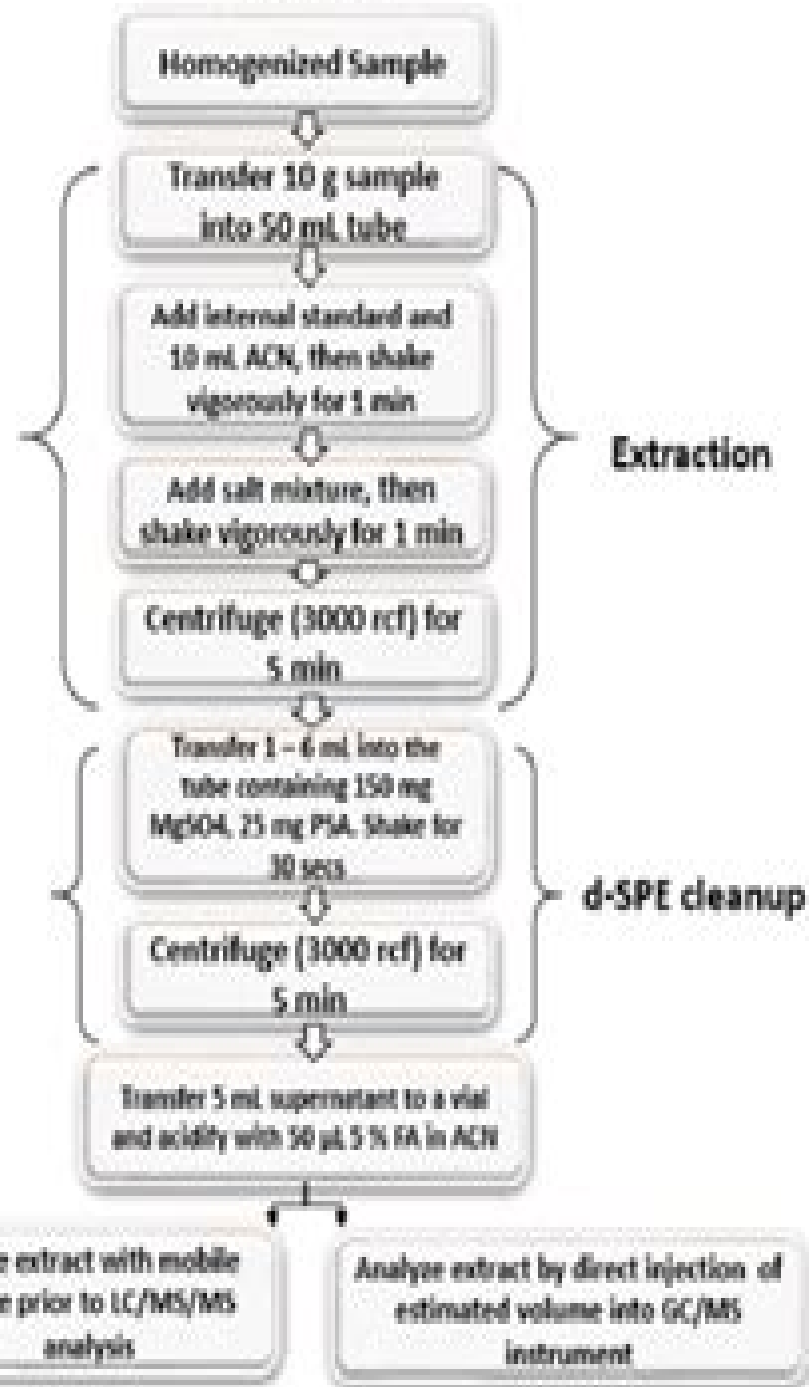 Homogenized Sample
Transfer 10 g sample
into 50 mL tube
Add internal standard and
10 mL ACN, then shake
vigorously for 1 min
Add salt mixture, then
shake vigorously for 1 min
Centrifuge (3000 rcf) for
5 min
Extraction
Transfer 1 – 6 mL into the
tube containing 150 mg
MgSO4, 25 mg PSA. Shake for
30 secs
Centrifuge (3000 rcf) for
5 min
d-SPE cleanup
Transfer 5 mL supernatant to a vial
and acidify with 50 µL 5 % FA in ACN
e extract with mobile
e prior to LC/MS/MS
analysis
Analyze extract by direct injection of
estimated volume into GC/MS
instrument